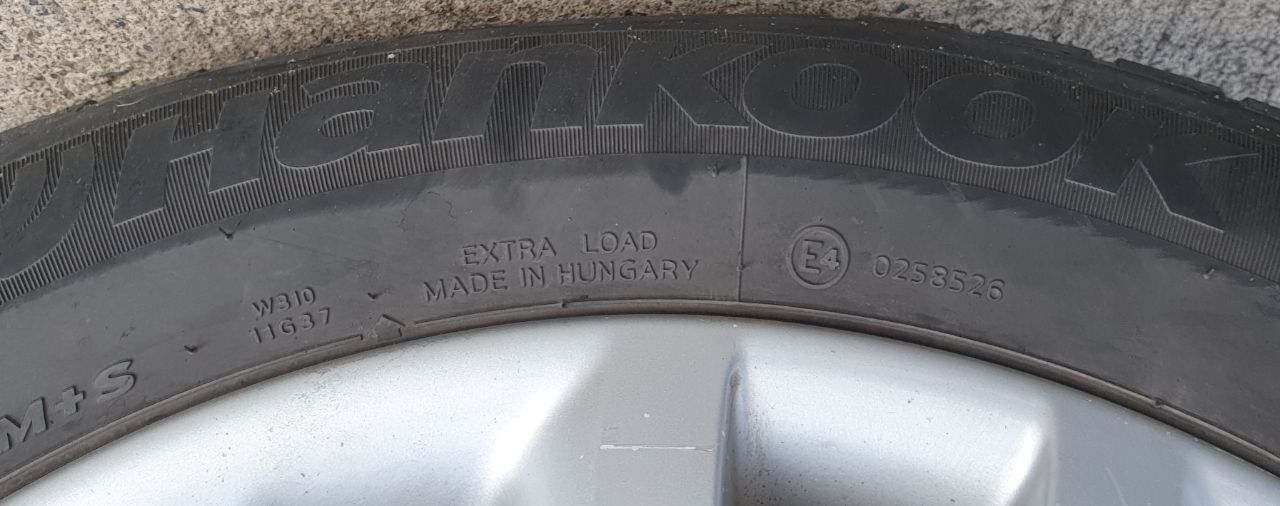 Hankook
EXTRA LOAD
MADE IN HUNGARY
E4 0258526
W310
11G37
M+S